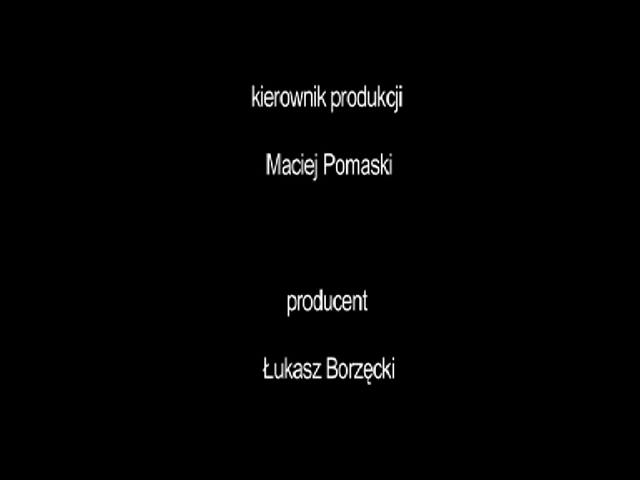 kierownik produkcji
Maciej Pomaski
producent
Łukasz Borzęcki